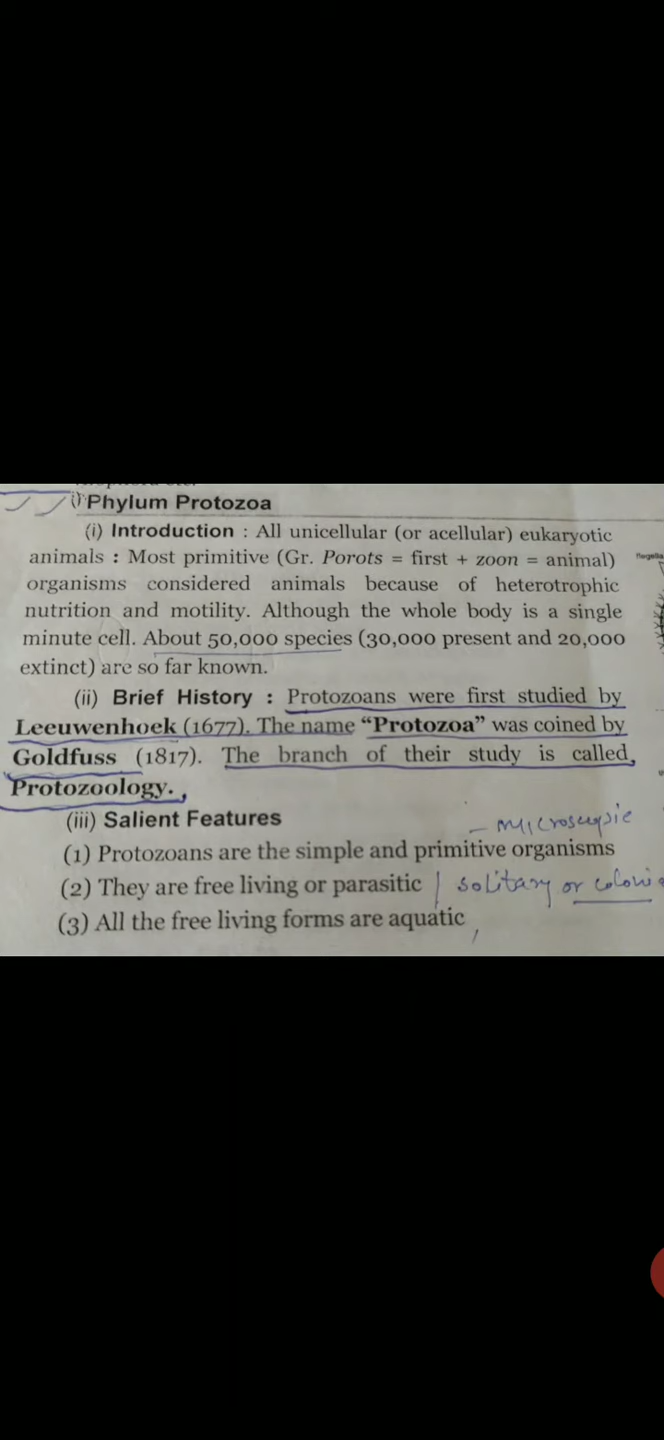 (i) Phylum Protozoa
(i) Introduction : All unicellular (or acellular) eukaryotic
animals : Most primitive (Gr. Porots = first + zoon = animal)
flagella
organisms considered animals because of heterotrophic
nutrition and motility. Although the whole body is a single
minute cell. About 50,000 species (30,000 present and 20,000
extinct) are so far known.
(ii) Brief History : Protozoans were first studied by
Leeuwenhoek (1677). The name “Protozoa” was coined by
Goldfuss (1817). The branch of their study is called,
Protozoology.
(iii) Salient Features
– Microscopic
(1) Protozoans are the simple and primitive organisms
(2) They are free living or parasitic | solitary or coloni
(3) All the free living forms are aquatic